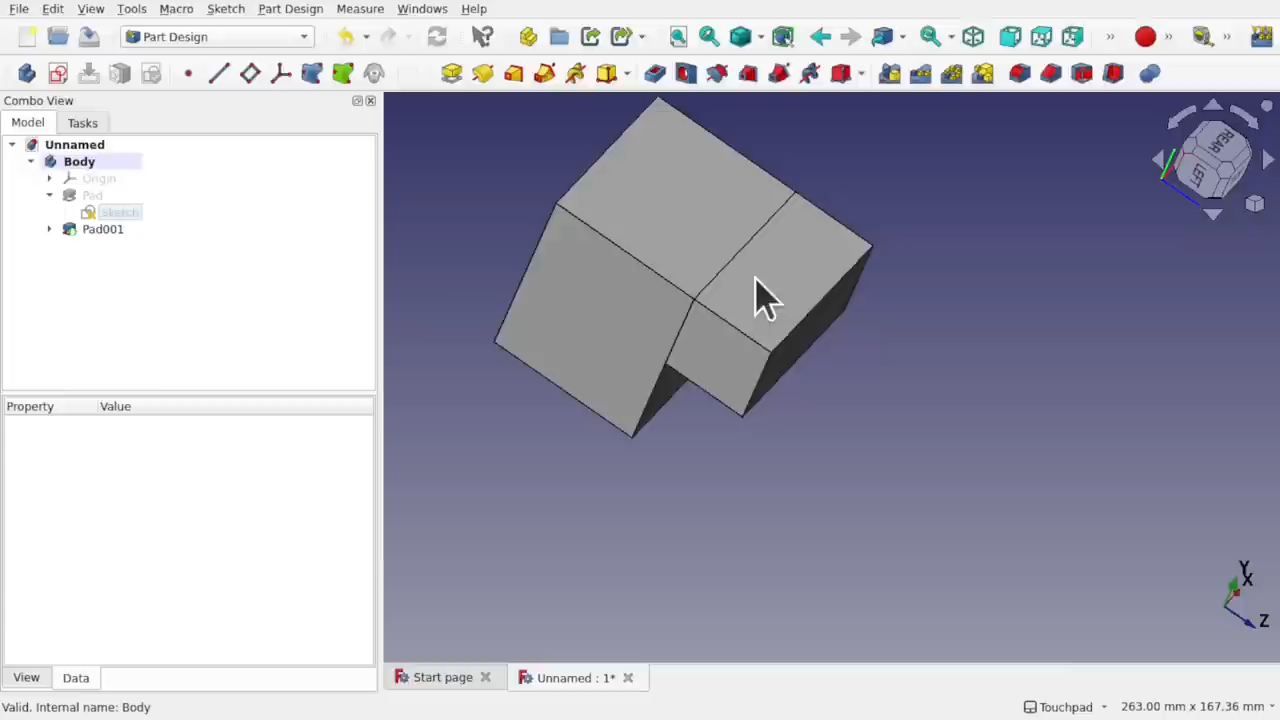 File Edit View Tools Macro Sketch Part Design Measure Windows Help
Part Design
Combo View
Model Tasks
Unnamed
Body
Origin
Pad
Sketch
Pad001
Property Value
View Data
REAR
LEFT
Y
X
Z
Start page Unnamed : 1*
Valid. Internal name: Body Touchpad 263.00 mm x 167.36 mm